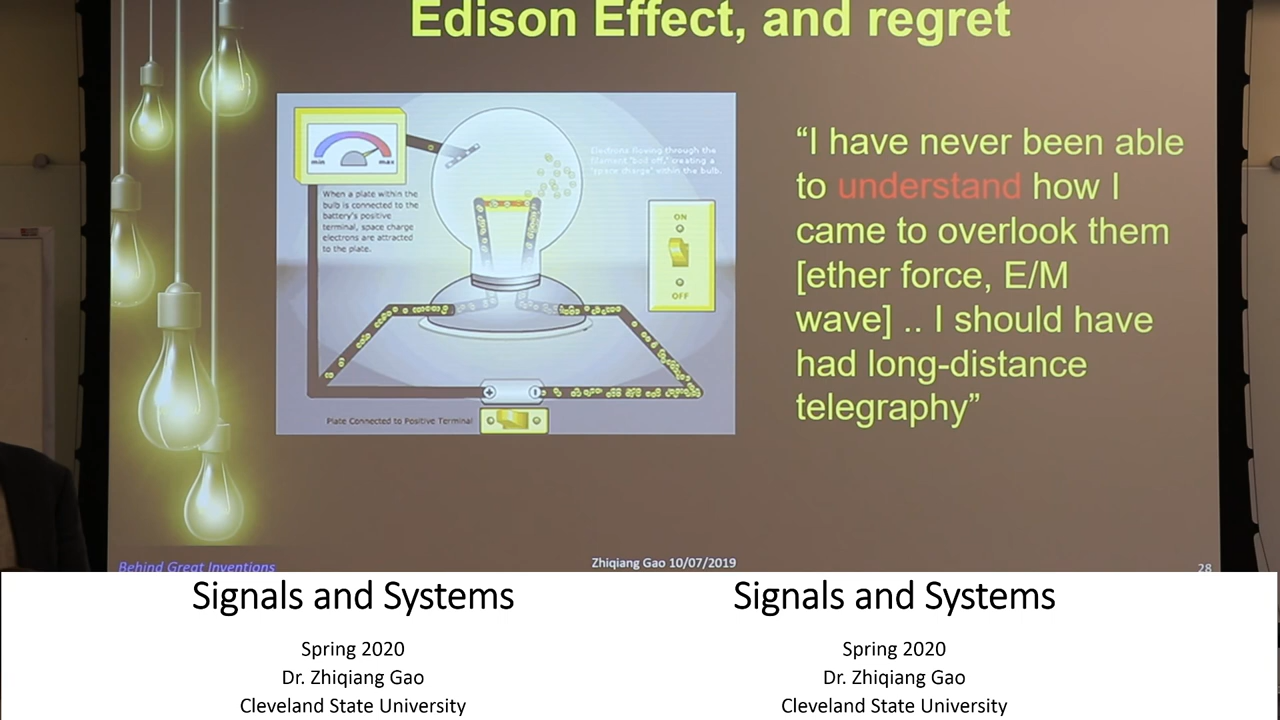 Edison Effect, and regret
min
max
Electrons flowing through the
filament "boil off," creating a
"space charge" within the bulb.
When a plate within the
bulb is connected to the
battery's positive
terminal, space charge
electrons are attracted
to the plate.
ON
OFF
Plate Connected to Positive Terminal
“I have never been able
to understand how I
came to overlook them
[ether force, E/M
wave] .. I should have
had long-distance
telegraphy”
Behind Great Inventions
Zhiqiang Gao 10/07/2019
28
Signals and Systems
Spring 2020
Dr. Zhiqiang Gao
Cleveland State University
Signals and Systems
Spring 2020
Dr. Zhiqiang Gao
Cleveland State University